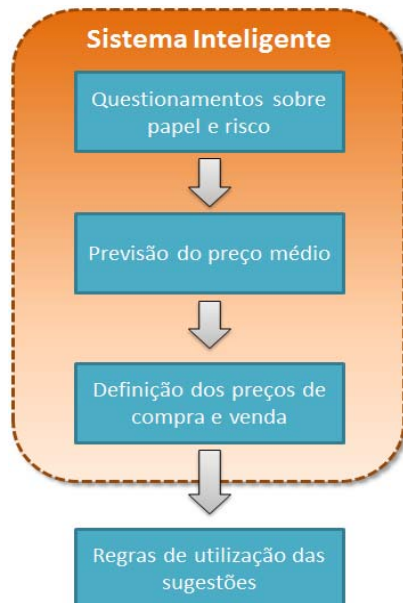 Sistema Inteligente
Questionamentos sobre
papel e risco
Previsão do preço médio
Definição dos preços de
compra e venda
Regras de utilização das
sugestões